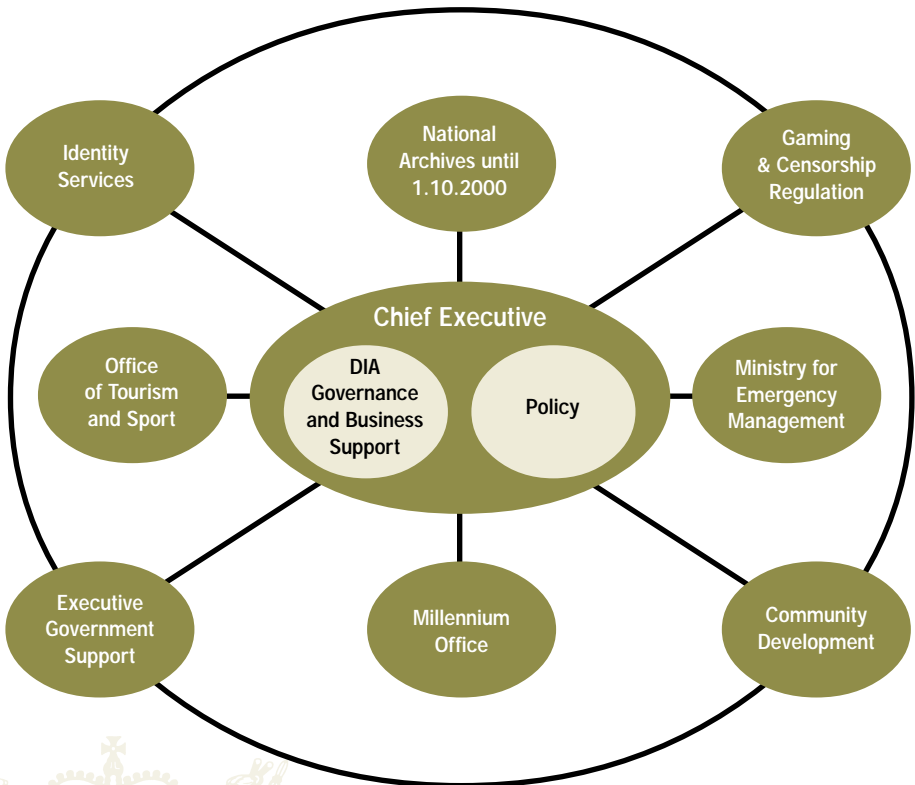 Identity
Services
National
Archives until
1.10.2000
Gaming
& Censorship
Regulation
Chief Executive
Office
of Tourism
and Sport
DIA
Governance
and Business
Support
Policy
Ministry for
Emergency
Management
Executive
Government
Support
Millennium
Office
Community
Development